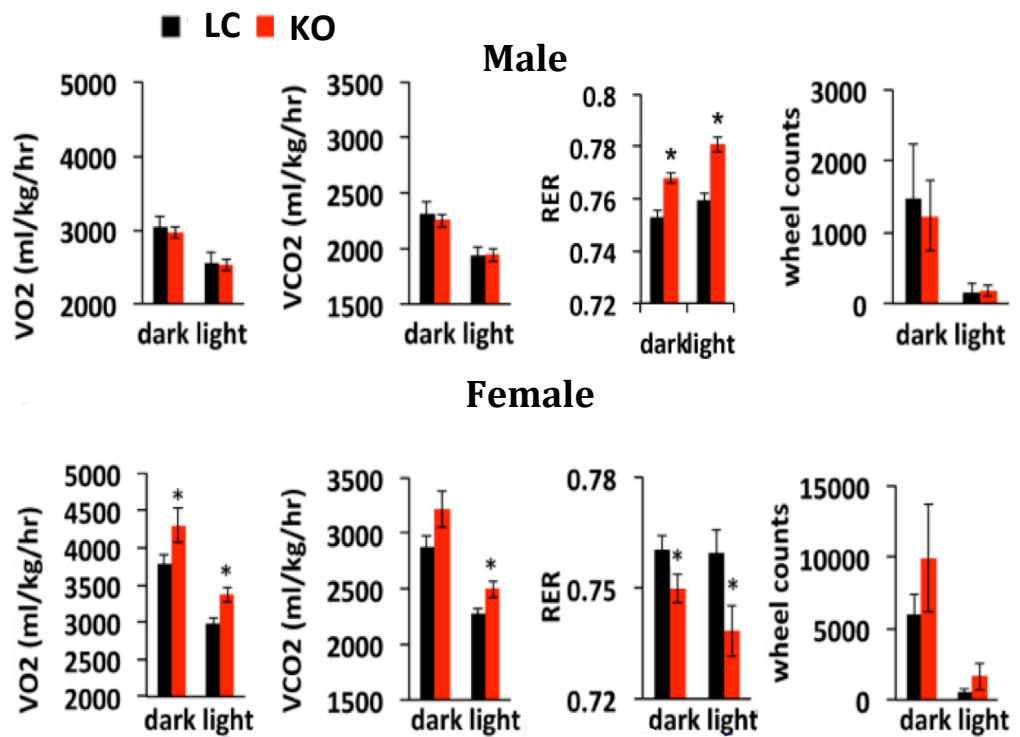 LC KO
Male
VO2 (ml/kg/hr)
5000
4000
3000
2000
dark light
VCO2 (ml/kg/hr)
3500
3000
2500
2000
1500
dark light
RER
0.8
0.78
0.76
0.74
0.72
* *
darklight
wheel counts
3000
2000
1000
0
dark light
Female
VO2 (ml/kg/hr)
5000
4500
4000
3500
3000
2500
2000
* *
dark light
VCO2 (ml/kg/hr)
3500
3000
2500
2000
1500
*
dark light
RER
0.78
0.75
0.72
* *
dark light
wheel counts
15000
10000
5000
0
dark light